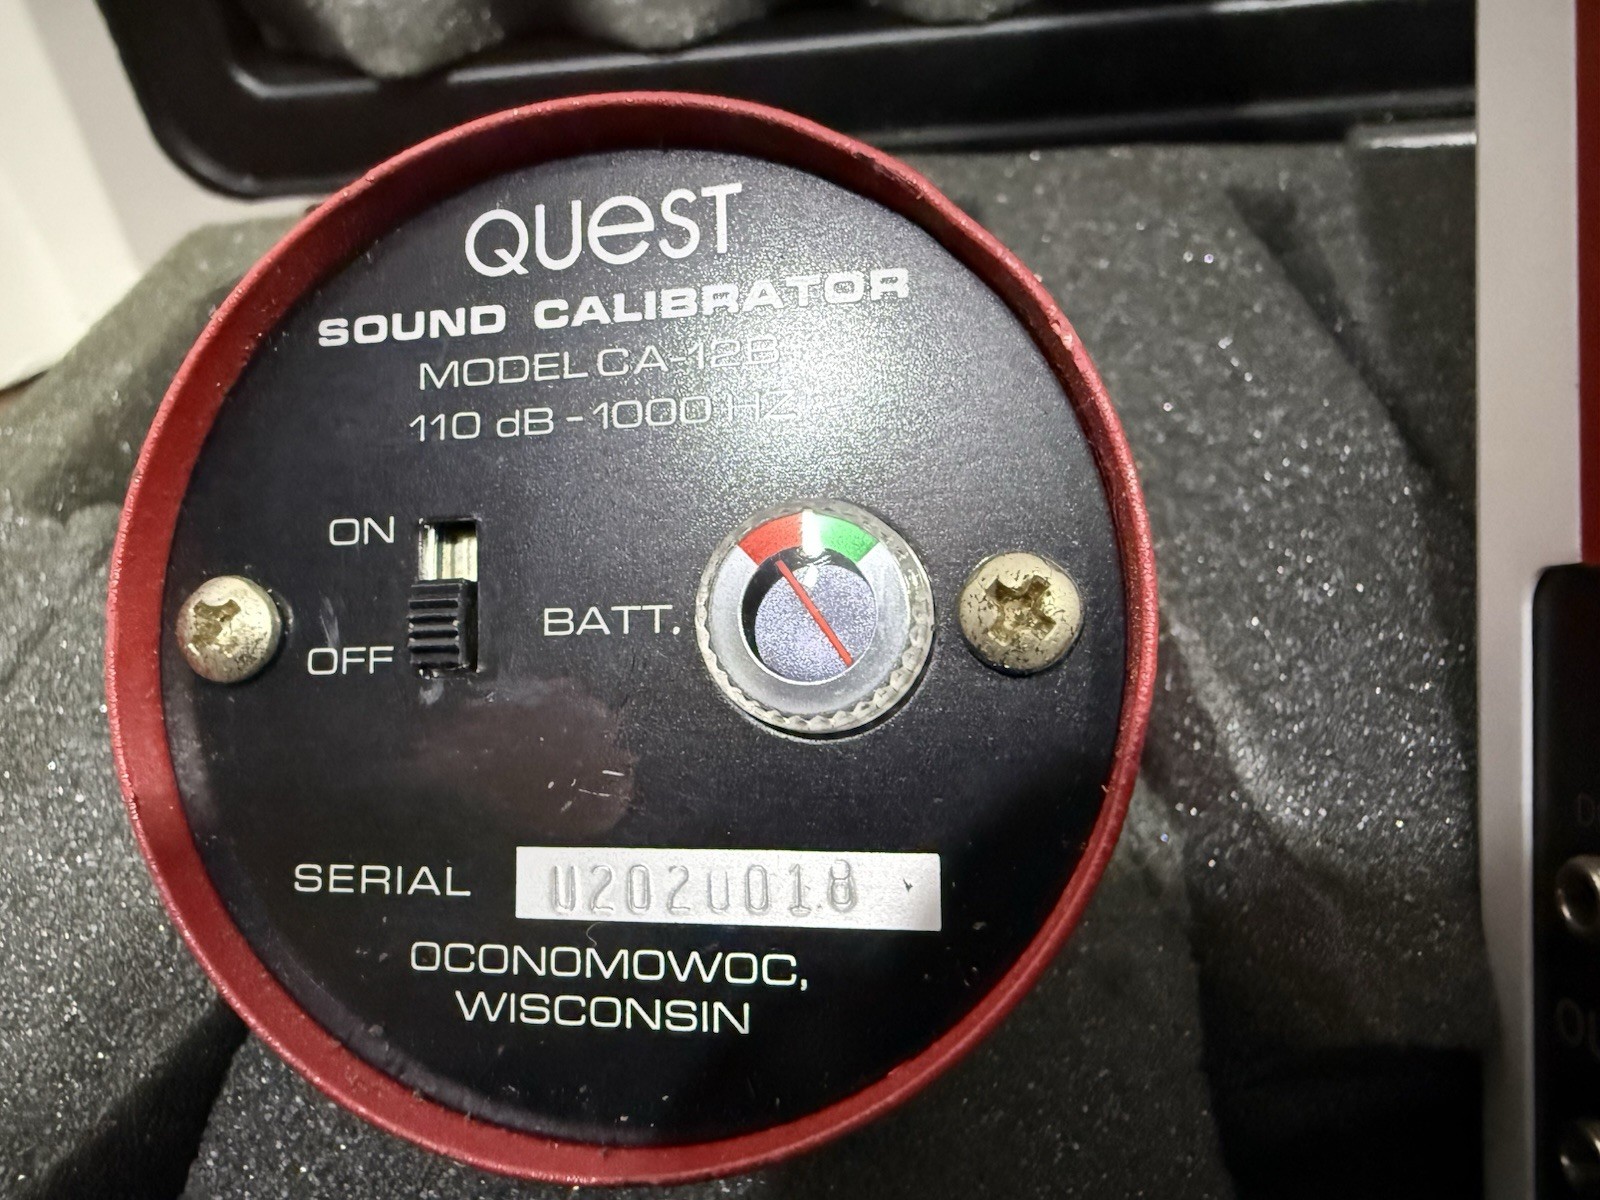 QUEST
SOUND CALIBRATOR
MODEL CA-12B
110 dB - 1000 HZ
ON
OFF
BATT.
SERIAL U2020018
OCONOMOWOC,
WISCONSIN